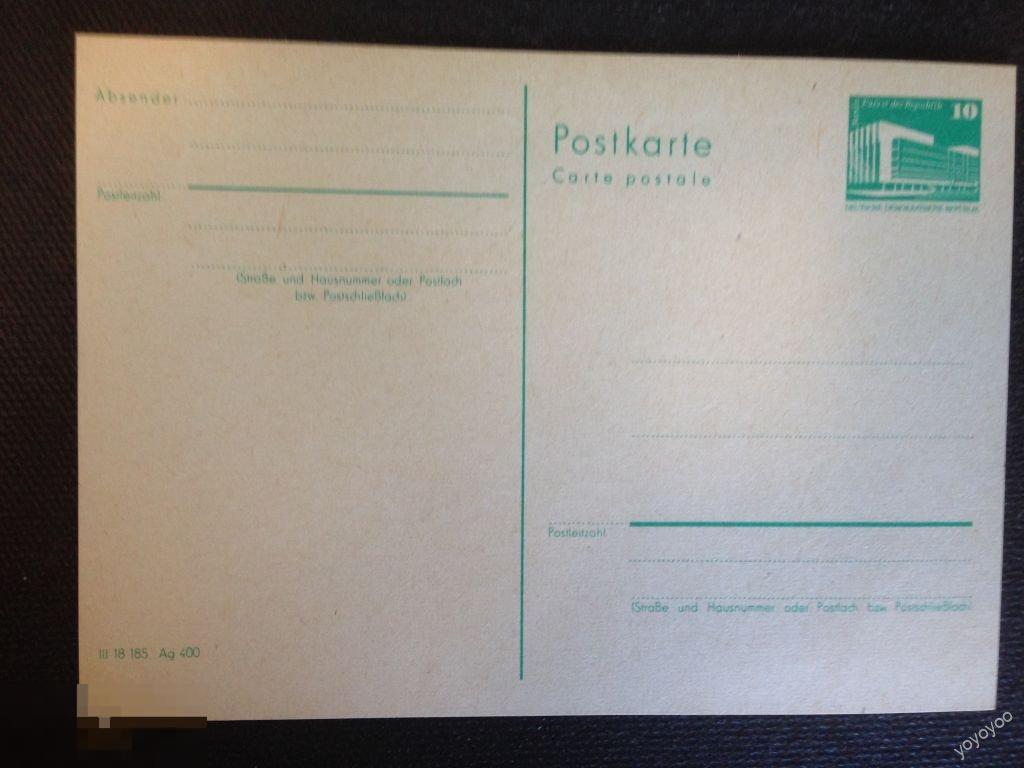 Absender
Postleitzahl
(Straße und Hausnummer oder Postfach
bzw. Postschließfach)
III 18 185 Ag 400
Postkarte
Carte postale
Berlin
Palast der Republik
10
DEUTSCHE DEMOKRATISCHE REPUBLIK
Postleitzahl
(Straße und Hausnummer oder Postfach bzw. Postschließfach)
yoyoyoo